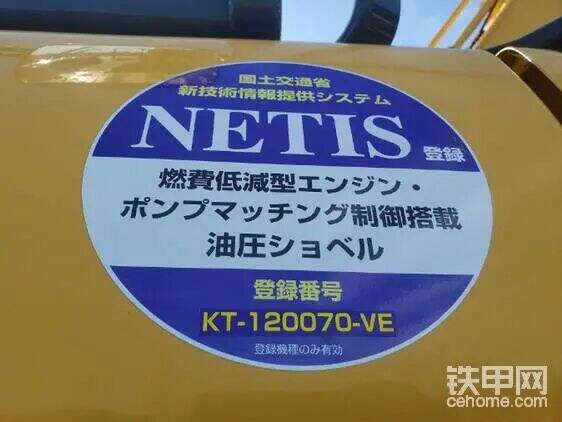 国土交通省
新技術情報提供システム
NETIS 登録
燃費低減型エンジン・
ポンプマッチング制御搭載
油圧ショベル
登録番号
KT-120070-VE
登録機種のみ有効
铁甲网
cehome.com